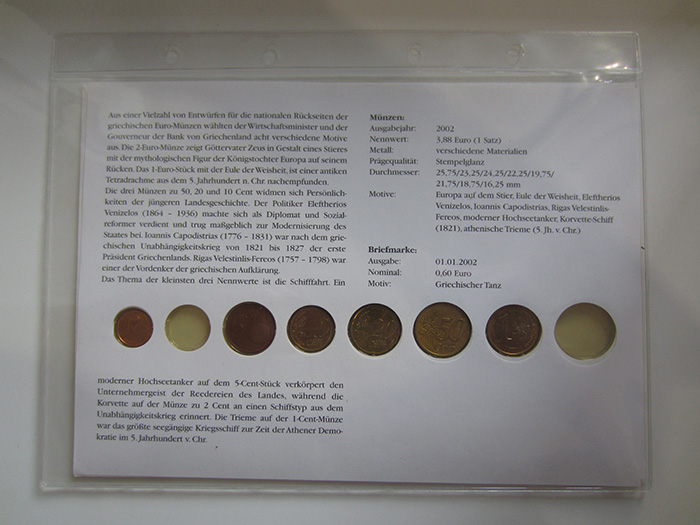 Aus einer Vielzahl von Entwürfen für die nationalen Rückseiten der
griechischen Euro-Münzen wählten der Wirtschaftsminister und der
Gouverneur der Bank von Griechenland acht verschiedene Motive
aus. Die 2-Euro-Münze zeigt Göttervater Zeus in Gestalt eines Stieres
mit der mythologischen Figur der Königstochter Europa auf seinem
Rücken. Das 1-Euro-Stück mit der Eule der Weisheit, ist einer antiken
Tetradrachme aus dem 5. Jahrhundert n. Chr. nachempfunden.
Die drei Münzen zu 50, 20 und 10 Cent widmen sich Persönlich-
keiten der jüngeren Landesgeschichte. Der Politiker Eleftherios
Venizelos (1864 - 1936) machte sich als Diplomat und Sozial-
reformer verdient und trug maßgeblich zur Modernisierung des
Staates bei. Ioannis Capodistrias (1776 - 1831) war nach dem grie-
chischen Unabhängigkeitskrieg von 1821 bis 1827 der erste
Präsident Griechenlands. Rigas Velestinlis-Fereos (1757 - 1798) war
einer der Vordenker der griechischen Aufklärung.
Das Thema der kleinsten drei Nennwerte ist die Schifffahrt. Ein
Münzen:
Ausgabejahr: 2002
Nennwert: 3,88 Euro (1 Satz)
Metall: verschiedene Materialien
Prägequalität: Stempelglanz
Durchmesser: 25,75/23,25/24,25/22,25/19,75/
21,75/18,75/16,25 mm
Motive: Europa auf dem Stier, Eule der Weisheit, Eleftherios
Venizelos, Ioannis Capodistrias, Rigas Velestinlis-
Fereos, moderner Hochseetanker, Korvette-Schiff
(1821), athenische Trieme (5. Jh. v. Chr.)
Briefmarke:
Ausgabe: 01.01.2002
Nominal: 0,60 Euro
Motiv: Griechischer Tanz
moderner Hochseetanker auf dem 5-Cent-Stück verkörpert den
Unternehmergeist der Reedereien des Landes, während die
Korvette auf der Münze zu 2 Cent an einen Schiffstyp aus dem
Unabhängigkeitskrieg erinnert. Die Trieme auf der 1-Cent-Münze
war das größte seegängige Kriegsschiff zur Zeit der Athener Demo-
kratie im 5. Jahrhundert v. Chr.